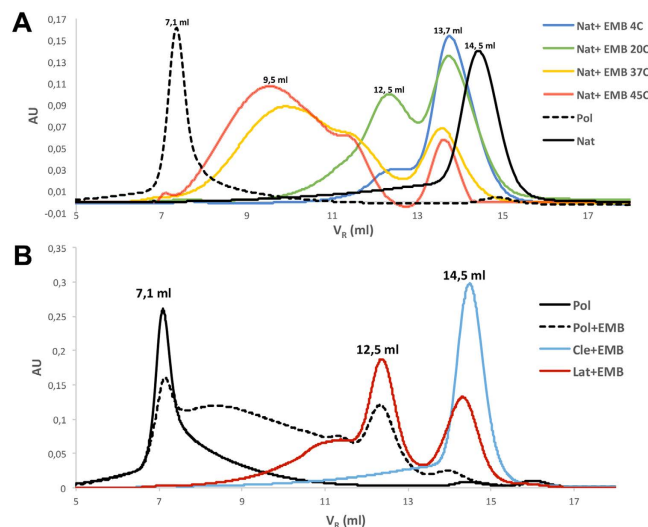 A
0,17
0,15
0,13
0,11
0,09
0,07
0,05
0,03
0,01
-0,01
AU
7,1 ml
9,5 ml
12, 5 ml
13,7 ml
14, 5 ml
Nat+ EMB 4C
Nat+ EMB 20C
Nat+ EMB 37C
Nat+ EMB 45C
Pol
Nat
5 7 9 11 13 15 17
VR (ml)
B
0,35
0,3
0,25
0,2
0,15
0,1
0,05
0
AU
7,1 ml
12,5 ml
14,5 ml
Pol
Pol+EMB
Cle+EMB
Lat+EMB
5 7 9 11 13 15 17
VR (ml)